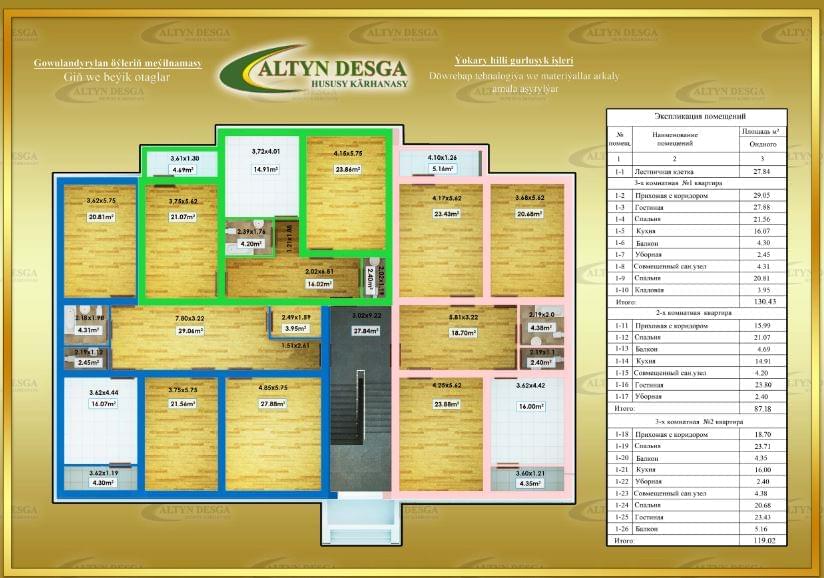 Gowulandyrylan öýleriň meýilnamasy
Giň we beýik otaglar
ALTYN DESGA
HUSUSY KÄRHANASY
Ýokary hilli gurluşyk işleri
Döwrebap tehnalogiýa we materiýallar arkaly
amala aşyrylýar
3,61x1.30
4.69m²
3,72x4.01
14.91m²
4.15x5.75
23.86m²
4.10x1.26
5.16m²
3,62x5.75
20.81m²
3,75x5.62
21.07m²
2.39x1.76
4.20m²
1.21x1.88
4.17x5.62
23.43m²
3.68x5.62
20.68m²
2.02x6.81
16.02m²
2.02x1.19
2.40m²
2.18x1.98
4.31m²
7.80x3.22
29.06m²
2.49x1.59
3.95m²
3.02x9.22
27.84m²
5.81x3.22
18.70m²
2.19x2.0
4.38m²
2.19x1.12
2.45m²
1.51x2.61
2.19x1.1
2.40m²
3.62x4.44
16.07m²
3.75x5.75
21.56m²
4.85x5.75
27.88m²
4.25x5.62
23.88m²
3.62x4.42
16.00m²
3.62x1.19
4.30m²
3.60x1.21
4.35m²
Экспликация помещений
№ помещ. Наименование помещений Площадь м² Одного
1 2 3
1-1 Лестничная клетка 27.84
3-х комнатная №1 квартира
1-2 Прихожая с коридором 29.05
1-3 Гостиная 27.88
1-4 Спальня 21.56
1-5 Кухня 16.07
1-6 Балкон 4.30
1-7 Уборная 2.45
1-8 Совмещенный сан.узел 4.31
1-9 Спальня 20.81
1-10 Кладовая 3.95
Итого: 130.43
2-х комнатная квартира
1-11 Прихожая с коридором 15.99
1-12 Спальня 21.07
1-13 Балкон 4.69
1-14 Кухня 14.91
1-15 Совмещенный сан.узел 4.20
1-16 Гостиная 23.80
1-17 Уборная 2.40
Итого: 87.18
3-х комнатная №2 квартира
1-18 Прихожая с коридором 18.70
1-19 Спальня 23.71
1-20 Балкон 4.35
1-21 Кухня 16.00
1-22 Уборная 2.40
1-23 Совмещенный сан.узел 4.38
1-24 Спальня 20.68
1-25 Гостиная 23.43
1-26 Балкон 5.16
Итого: 119.02